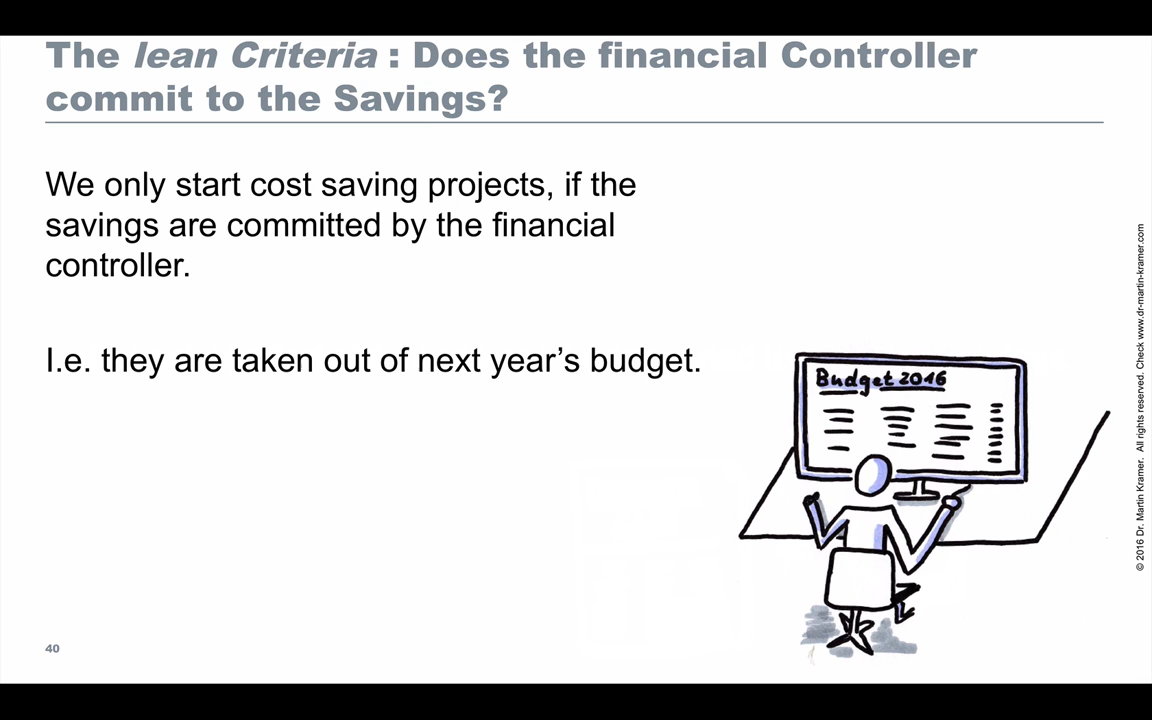 The lean Criteria : Does the financial Controller
commit to the Savings?
We only start cost saving projects, if the
savings are committed by the financial
controller.
I.e. they are taken out of next year’s budget.
Budget 2016
40
© 2016 Dr. Martin Kramer. All rights reserved. Check www.dr-martin-kramer.com